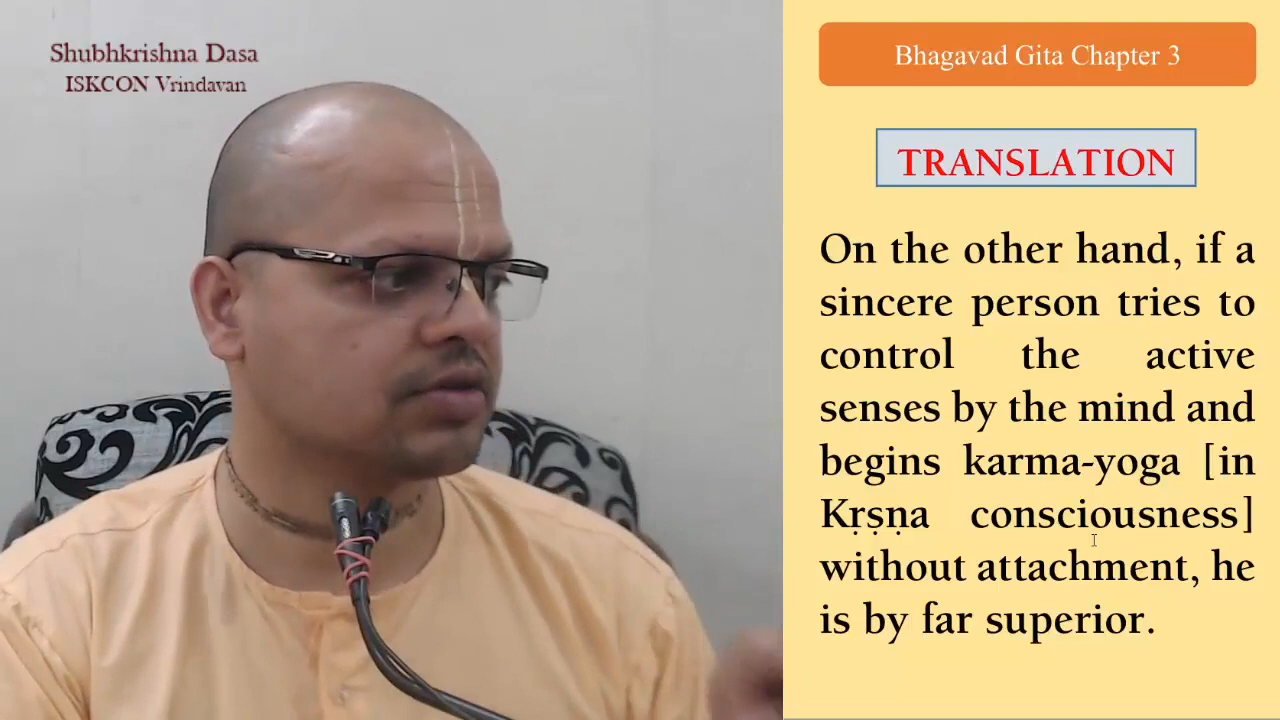 Shubhkrishna Dasa
ISKCON Vrindavan
Bhagavad Gita Chapter 3
TRANSLATION
On the other hand, if a
sincere person tries to
control the active
senses by the mind and
begins karma-yoga [in
Kṛṣṇa consciousness]
without attachment, he
is by far superior.